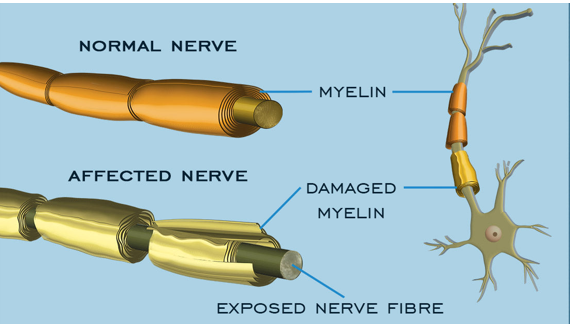 NORMAL NERVE
MYELIN
AFFECTED NERVE
DAMAGED
MYELIN
EXPOSED NERVE FIBRE